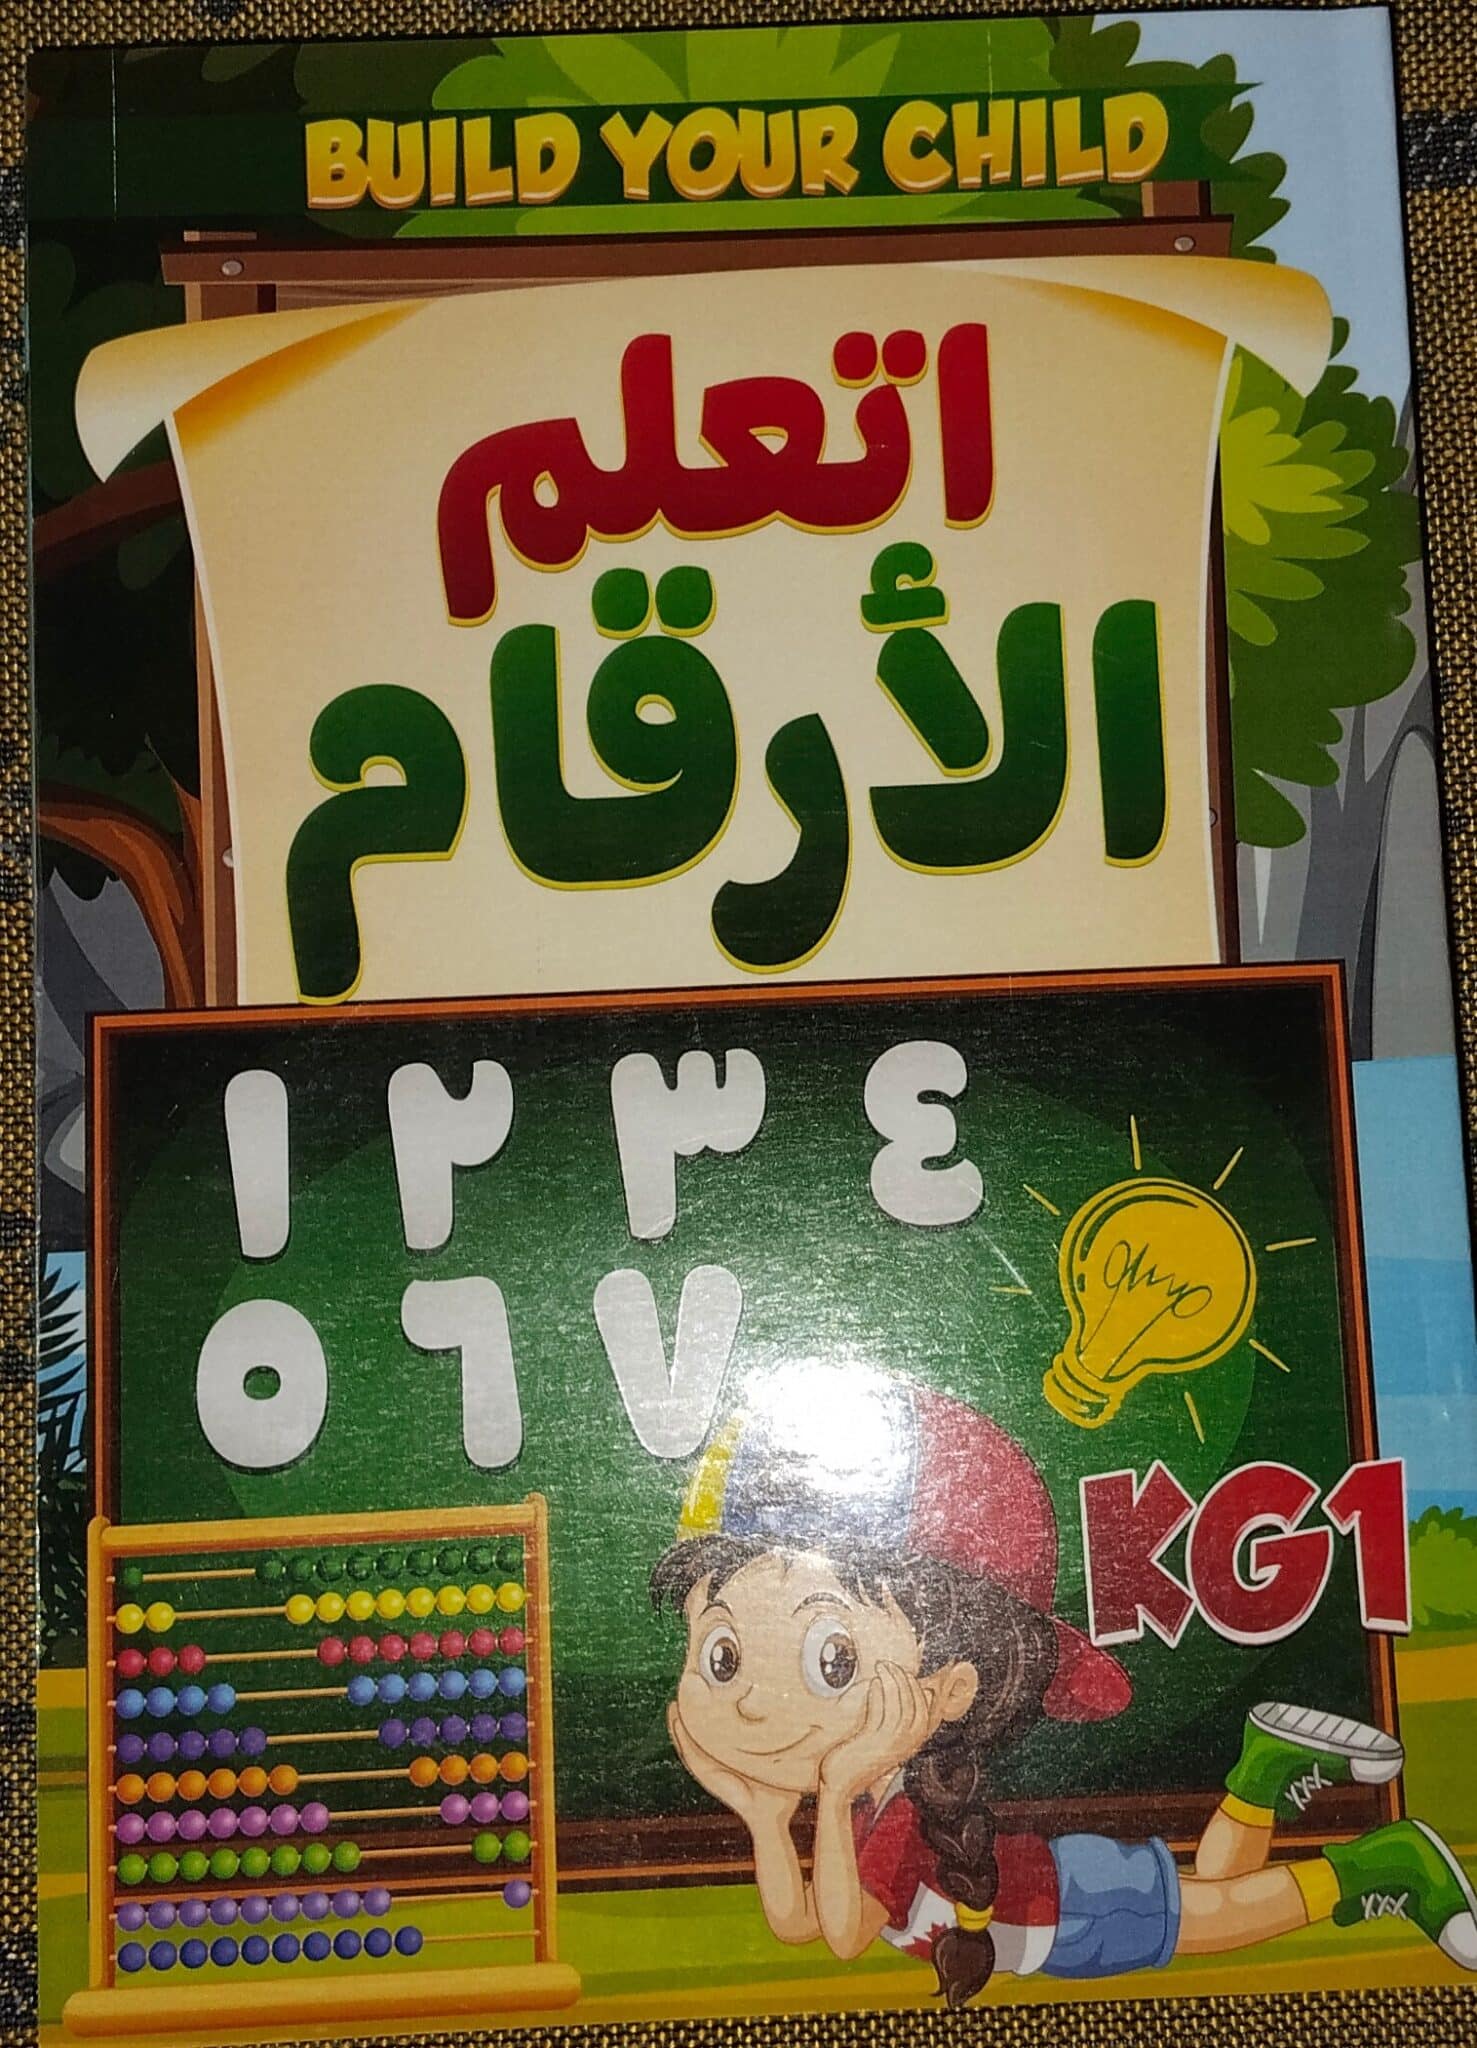 BUILD YOUR CHILD
اتعلم
الأرقام
١ ٢ ٣ ٤
٥ ٦ ٧
KG1